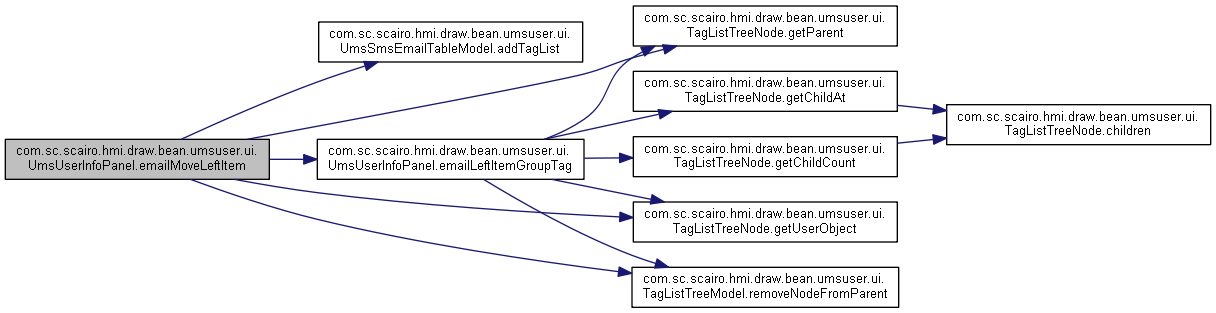 com.sc.scairo.hmi.draw.bean.umsuser.ui.
UmsUserInfoPanel.emailMoveLeftItem
com.sc.scairo.hmi.draw.bean.umsuser.ui.
UmsSmsEmailTableModel.addTagList
com.sc.scairo.hmi.draw.bean.umsuser.ui.
UmsUserInfoPanel.emailLeftItemGroupTag
com.sc.scairo.hmi.draw.bean.umsuser.ui.
TagListTreeNode.getParent
com.sc.scairo.hmi.draw.bean.umsuser.ui.
TagListTreeNode.getChildAt
com.sc.scairo.hmi.draw.bean.umsuser.ui.
TagListTreeNode.getChildCount
com.sc.scairo.hmi.draw.bean.umsuser.ui.
TagListTreeNode.getUserObject
com.sc.scairo.hmi.draw.bean.umsuser.ui.
TagListTreeModel.removeNodeFromParent
com.sc.scairo.hmi.draw.bean.umsuser.ui.
TagListTreeNode.children